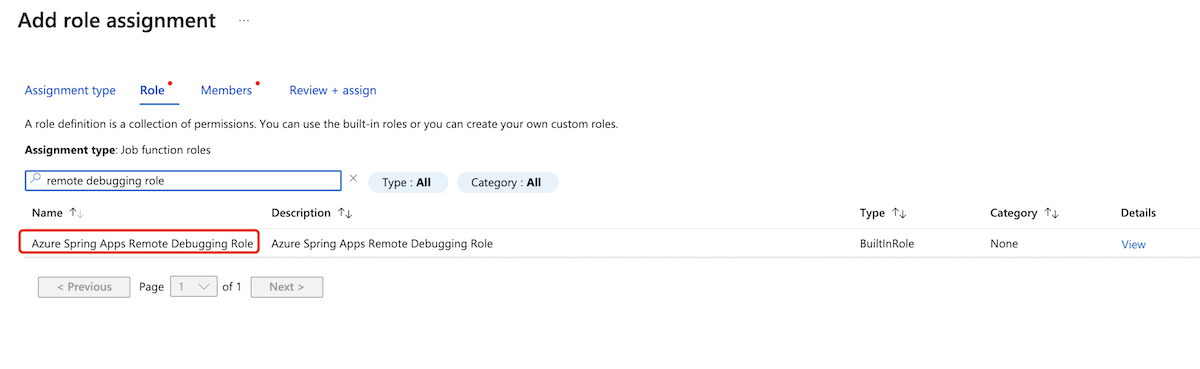 Add role assignment ...
Assignment type Role Members Review + assign
A role definition is a collection of permissions. You can use the built-in roles or you can create your own custom roles.
Assignment type: Job function roles
remote debugging role × Type : All Category : All
Name ↑↓ Description ↑↓ Type ↑↓ Category ↑↓ Details
Azure Spring Apps Remote Debugging Role Azure Spring Apps Remote Debugging Role BuiltInRole None View
< Previous Page 1 of 1 Next >